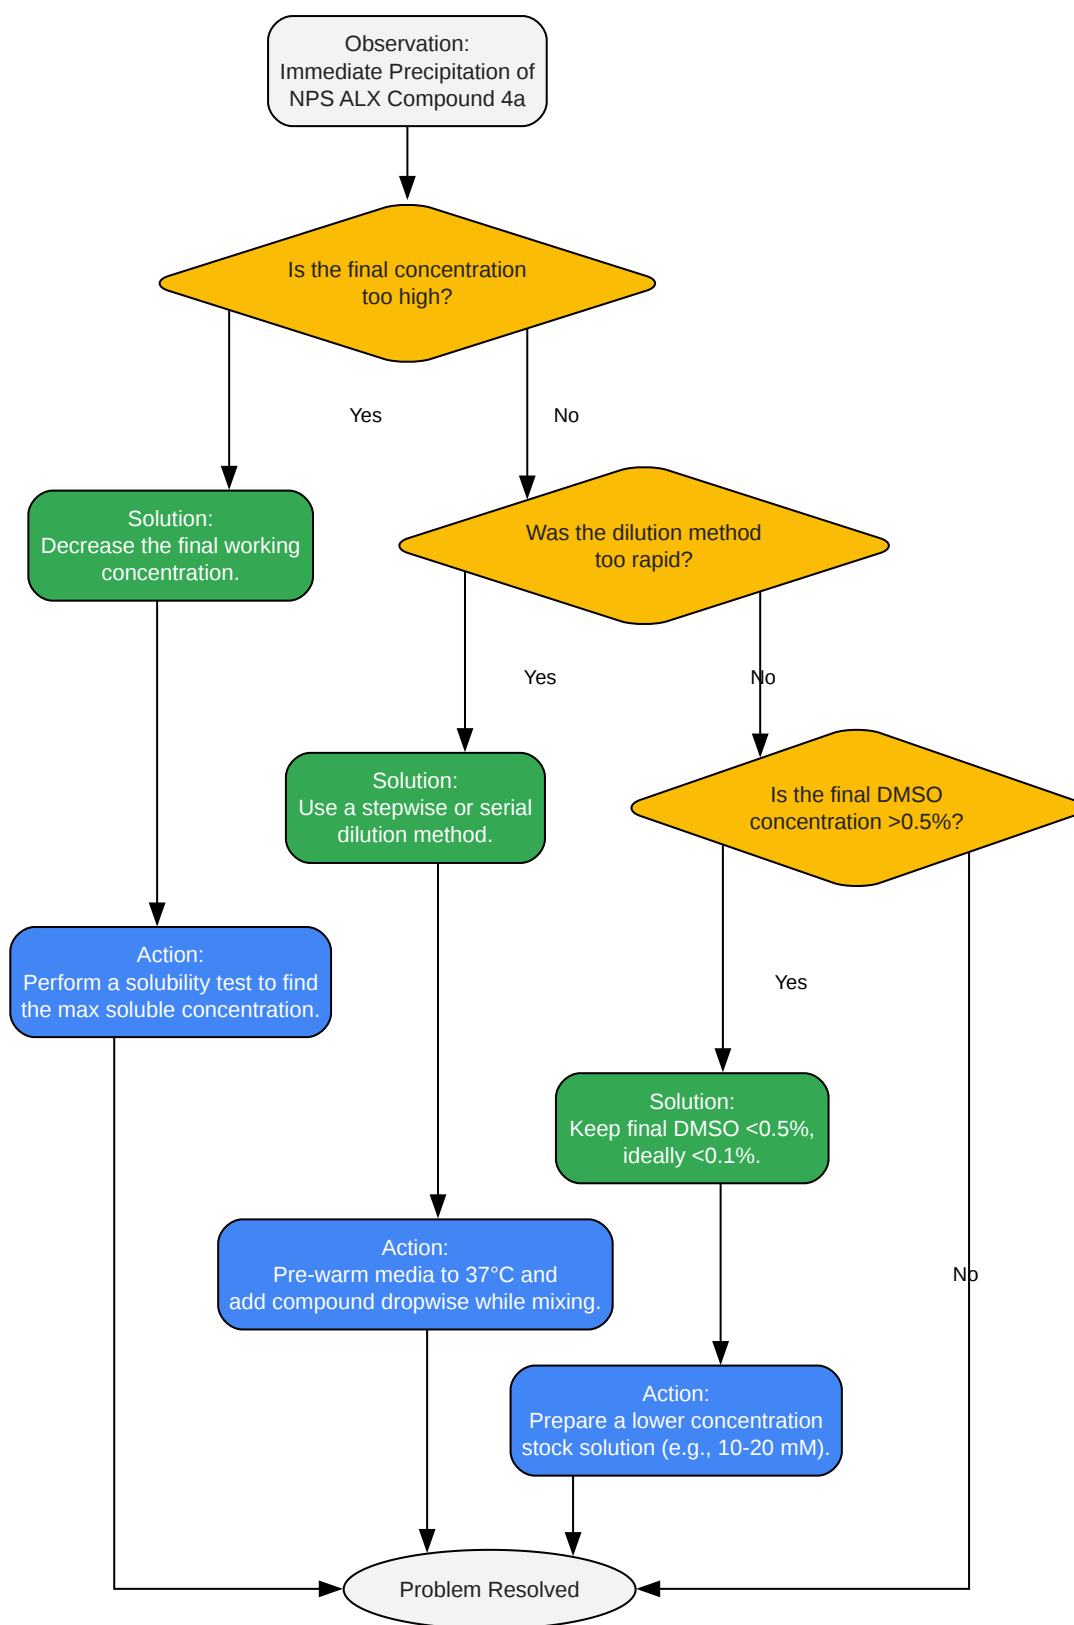 Observation:
Immediate Precipitation of
NPS ALX Compound 4a
Is the final concentration
too high?
Yes
No
Solution:
Decrease the final working
concentration.
Was the dilution method
too rapid?
Yes
No
Solution:
Use a stepwise or serial
dilution method.
Is the final DMSO
concentration >0.5%?
Action:
Perform a solubility test to find
the max soluble concentration.
Yes
Solution:
Keep final DMSO <0.5%,
ideally <0.1%.
Action:
Pre-warm media to 37°C and
add compound dropwise while mixing.
No
Action:
Prepare a lower concentration
stock solution (e.g., 10-20 mM).
Problem Resolved